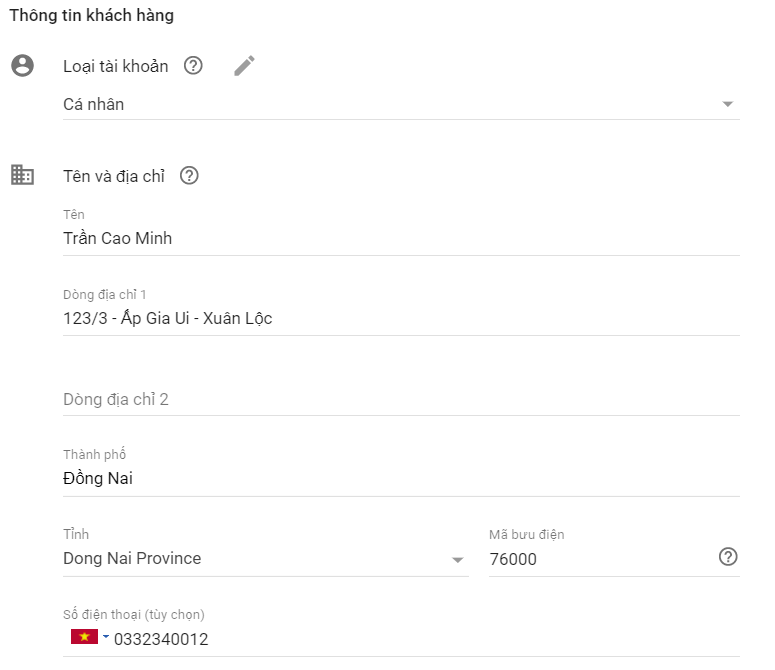 Thông tin khách hàng
Loại tài khoản
Cá nhân
Tên và địa chỉ
Tên
Trần Cao Minh
Dòng địa chỉ 1
123/3 - Ấp Gia Ui - Xuân Lộc
Dòng địa chỉ 2
Thành phố
Đồng Nai
Tỉnh
Mã bưu điện
Dong Nai Province
76000
Số điện thoại (tùy chọn)
0332340012